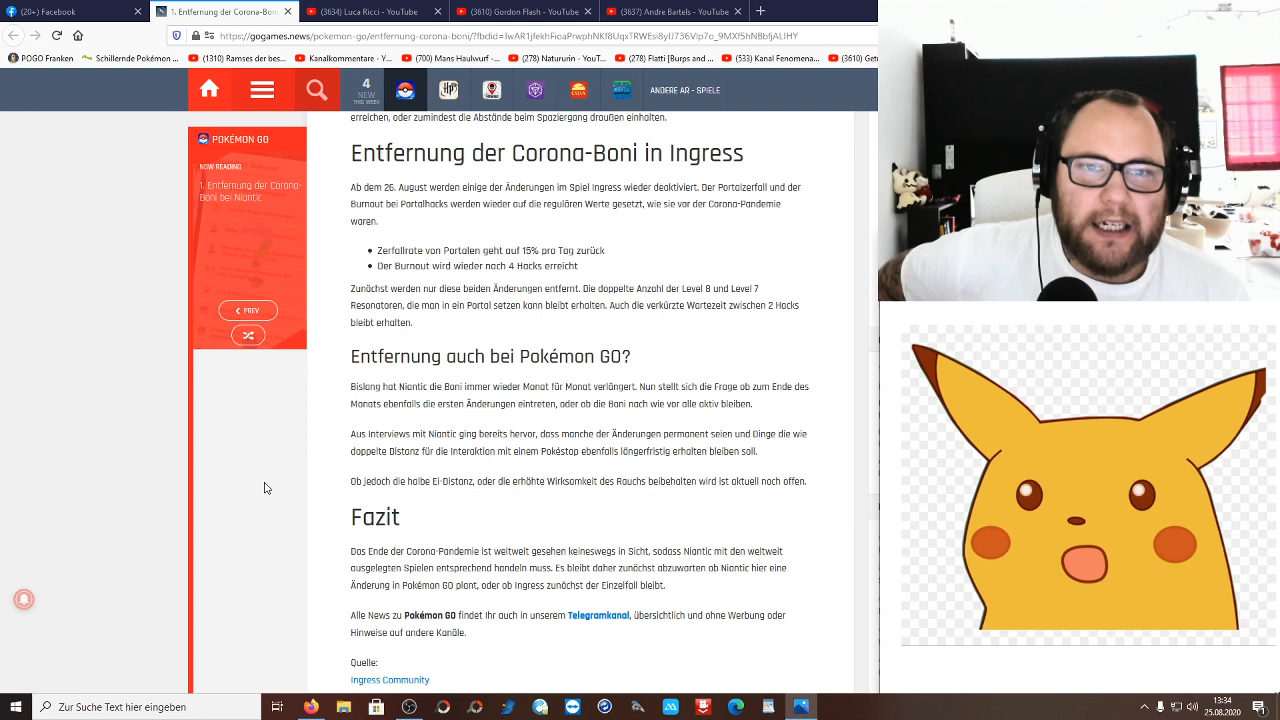 (20+) Facebook
1. Entfernung der Corona-Boni
(3634) Luca Ricci - YouTube
(3610) Gordon Flash - YouTube
(3637) Andre Bartels - YouTube
https://gogames.news/pokemon-go/entfernung-corona-boni/?fbclid=IwAR1jfekhFioaPrwphNKf8UqxTRWEsi8yIJ736Vlp7o_9MXf5hN8bfjALIHY
POGO Franken
Schillernde Pokémon ...
(1310) Ramses der bes...
Kanalkommentare - Y...
(700) Mans Haulwurf - ...
(278) Naturuin - YouT...
(278) Flatti [Burps and ...
(533) Kanal Fenomena...
(3610) Get
4
NEW
THIS WEEK
ANDERE AR - SPIELE
POKÉMON GO
NOW READING
1. Entfernung der Corona-
Boni bei Niantic
PREV
erreichen, oder zumindest die Abstände beim Spaziergang draußen einhalten.
Entfernung der Corona-Boni in Ingress
Ab dem 26. August werden einige der Änderungen im Spiel Ingress wieder deaktiviert. Der Portalzerfall und der
Burnout bei Portalhacks werden wieder auf die regulären Werte gesetzt, wie sie vor der Corona-Pandemie
waren.
Zerfallrate von Portalen geht auf 15% pro Tag zurück
Der Burnout wird wieder nach 4 Hacks erreicht
Zunächst werden nur diese beiden Änderungen entfernt. Die doppelte Anzahl der Level 8 und Level 7
Resonatoren, die man in ein Portal setzen kann bleibt erhalten. Auch die verkürzte Wartezeit zwischen 2 Hacks
bleibt erhalten.
Entfernung auch bei Pokémon GO?
Bislang hat Niantic die Boni immer wieder Monat für Monat verlängert. Nun stellt sich die Frage ob zum Ende des
Monats ebenfalls die ersten Änderungen eintreten, oder ob die Boni nach wie vor alle aktiv bleiben.
Aus Interviews mit Niantic ging bereits hervor, dass manche der Änderungen permanent seien und Dinge die wie
doppelte Distanz für die Interaktion mit einem Pokéstop ebenfalls längerfristig erhalten bleiben soll.
Ob jedoch die halbe Ei-Distanz, oder die erhöhte Wirksamkeit des Rauchs beibehalten wird ist aktuell noch offen.
Fazit
Das Ende der Corona-Pandemie ist weltweit gesehen keineswegs in Sicht, sodass Niantic mit den weltweit
ausgelegten Spielen entsprechend handeln muss. Es bleibt daher zunächst abzuwarten ob Niantic hier eine
Änderung in Pokémon GO plant, oder ob Ingress zunächst der Einzelfall bleibt.
Alle News zu Pokémon GO findet Ihr auch in unserem Telegramkanal, übersichtlich und ohne Werbung oder
Hinweise auf andere Kanäle.
Quelle:
Ingress Community
Zur Suche Text hier eingeben
13:34
25.08.2020